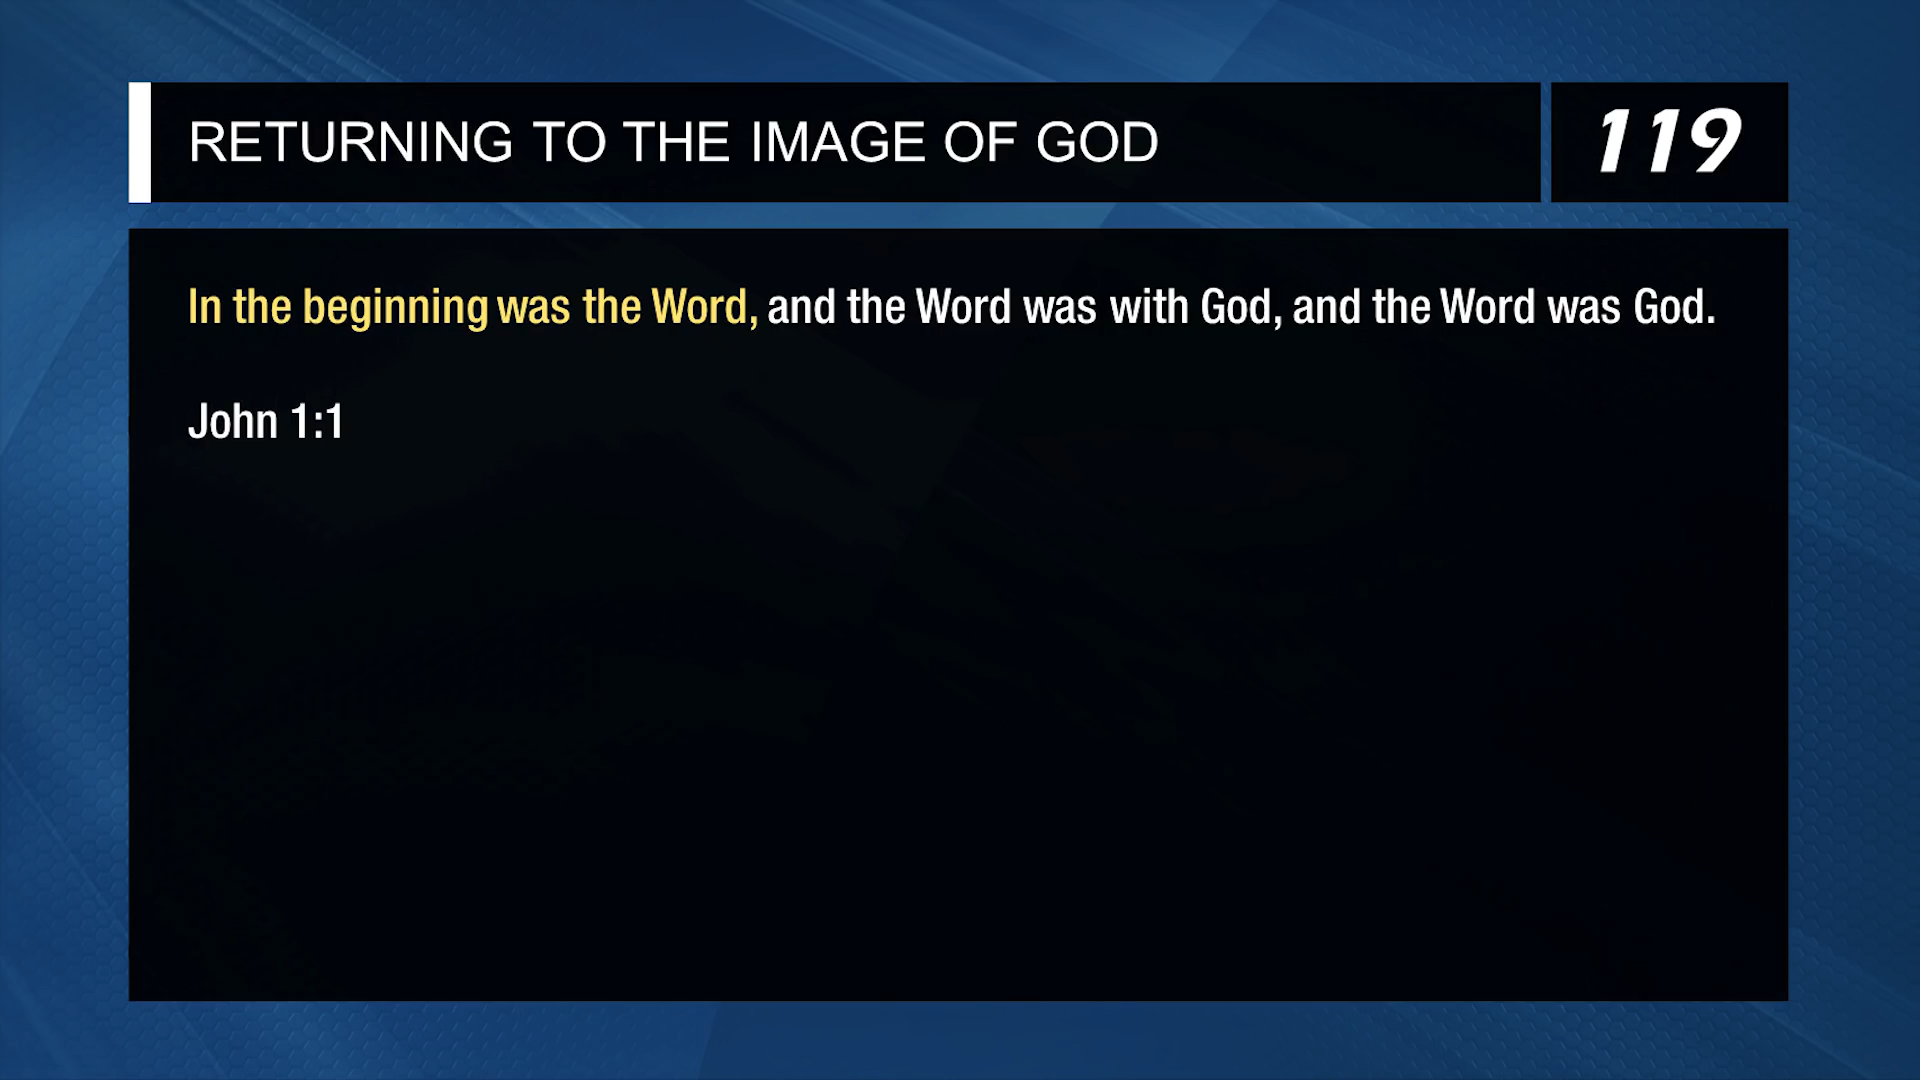 RETURNING TO THE IMAGE OF GOD
119
In the beginning was the Word, and the Word was with God, and the Word was God.
John 1:1